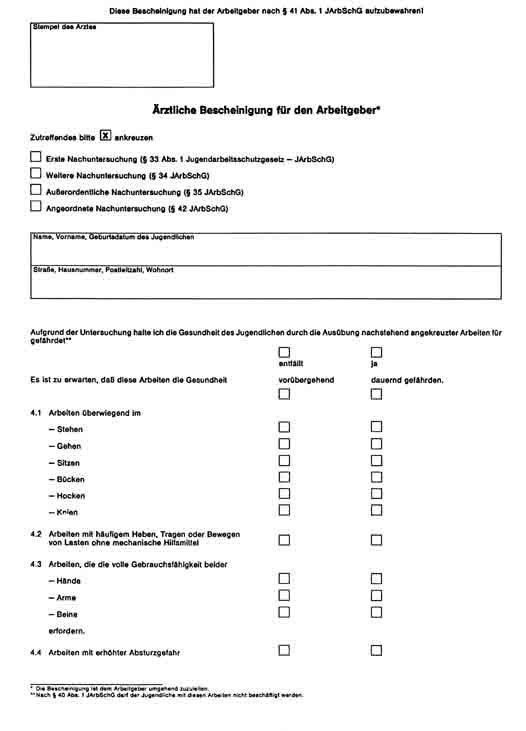 Diese Bescheinigung hat der Arbeitgeber nach § 41 Abs. 1 JArbSchG aufzubewahren!
Stempel des Arztes
Ärztliche Bescheinigung für den Arbeitgeber*
Zutreffendes bitte X ankreuzen
Erste Nachuntersuchung (§ 33 Abs. 1 Jugendarbeitsschutzgesetz – JArbSchG)
Weitere Nachuntersuchung (§ 34 JArbSchG)
Außerordentliche Nachuntersuchung (§ 35 JArbSchG)
Angeordnete Nachuntersuchung (§ 42 JArbSchG)
Name, Vorname, Geburtsdatum des Jugendlichen
Straße, Hausnummer, Postleitzahl, Wohnort
Aufgrund der Untersuchung halte ich die Gesundheit des Jugendlichen durch die Ausübung nachstehend angekreuzter Arbeiten für
gefährdet**
entfällt ja
Es ist zu erwarten, daß diese Arbeiten die Gesundheit vorübergehend dauernd gefährden.
4.1 Arbeiten überwiegend im
– Stehen
– Gehen
– Sitzen
– Bücken
– Hocken
– Knien
4.2 Arbeiten mit häufigem Heben, Tragen oder Bewegen
von Lasten ohne mechanische Hilfsmittel
4.3 Arbeiten, die die volle Gebrauchsfähigkeit beider
– Hände
– Arme
– Beine
erfordern.
4.4 Arbeiten mit erhöhter Absturzgefahr
* Die Bescheinigung ist dem Arbeitgeber umgehend zuzuleiten.
** Nach § 40 Abs. 1 JArbSchG darf der Jugendliche mit diesen Arbeiten nicht beschäftigt werden.